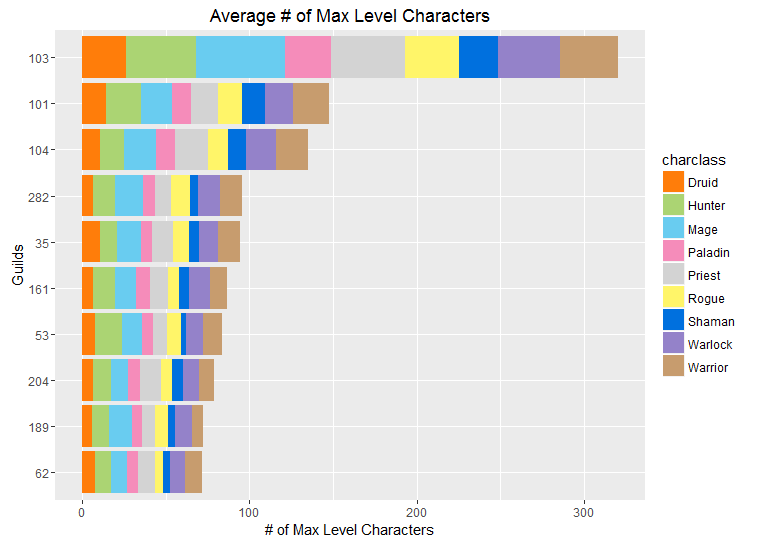 Average # of Max Level Characters
103
101
104
282
35
161
53
204
189
62
Guilds
0 100 200 300
# of Max Level Characters
charclass
Druid
Hunter
Mage
Paladin
Priest
Rogue
Shaman
Warlock
Warrior